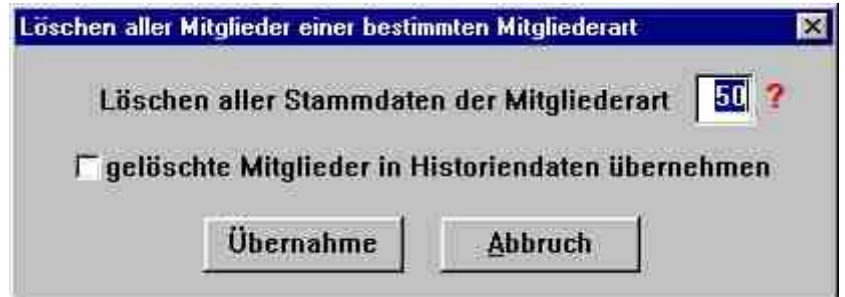 Löschen aller Mitglieder einer bestimmten Mitgliederart
Löschen aller Stammdaten der Mitgliederart 50 ?
gelöschte Mitglieder in Historiendaten übernehmen
Übernahme Abbruch